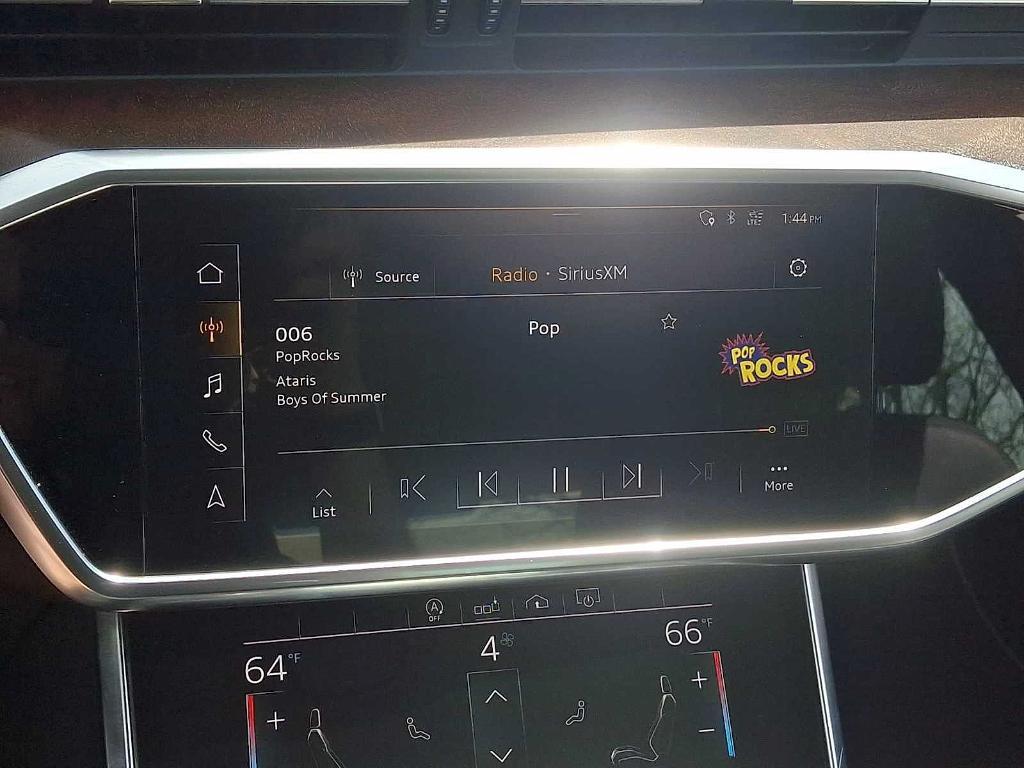 LTE
1:44 PM
Source
Radio · SiriusXM
006
Pop
PopRocks
Ataris
Boys Of Summer
POP
ROCKS
LIVE
List
More
A
OFF
64°F
4
66°F